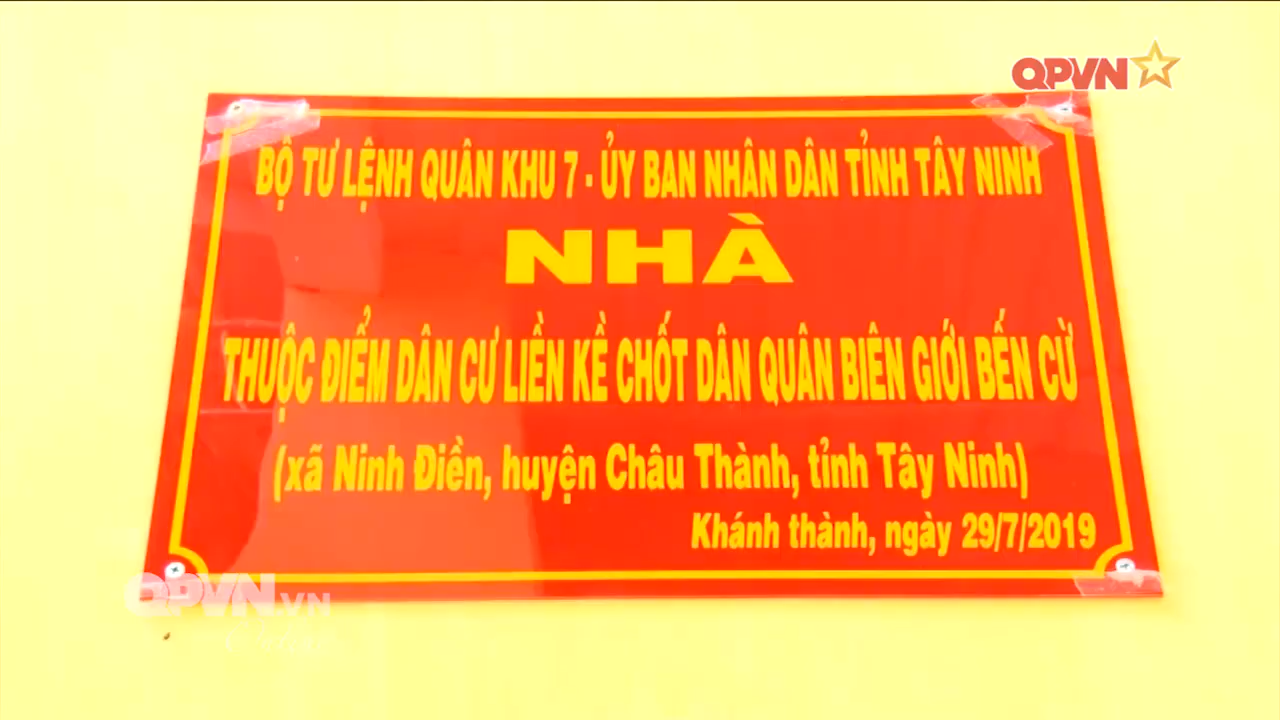 QPVN
BỘ TƯ LỆNH QUÂN KHU 7 - ỦY BAN NHÂN DÂN TỈNH TÂY NINH
NHÀ
THUỘC ĐIỂM DÂN CƯ LIỀN KỀ CHỐT DÂN QUÂN BIÊN GIỚI BẾN CỪ
(xã Ninh Điền, huyện Châu Thành, tỉnh Tây Ninh)
Khánh thành, ngày 29/7/2019
QPVN.VN